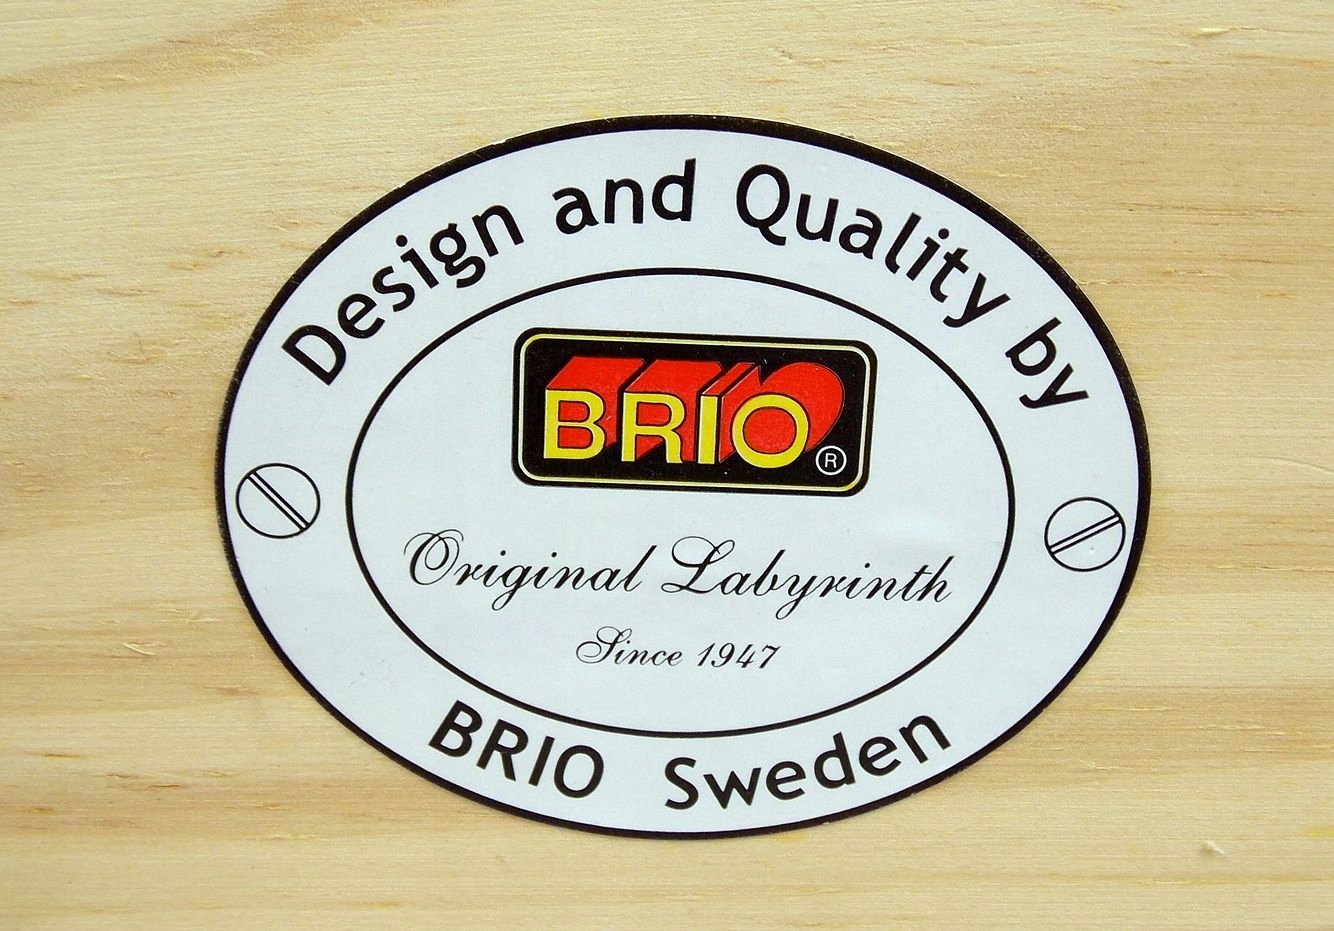 Design and Quality by
BRIO®
Original Labyrinth
Since 1947
BRIO Sweden